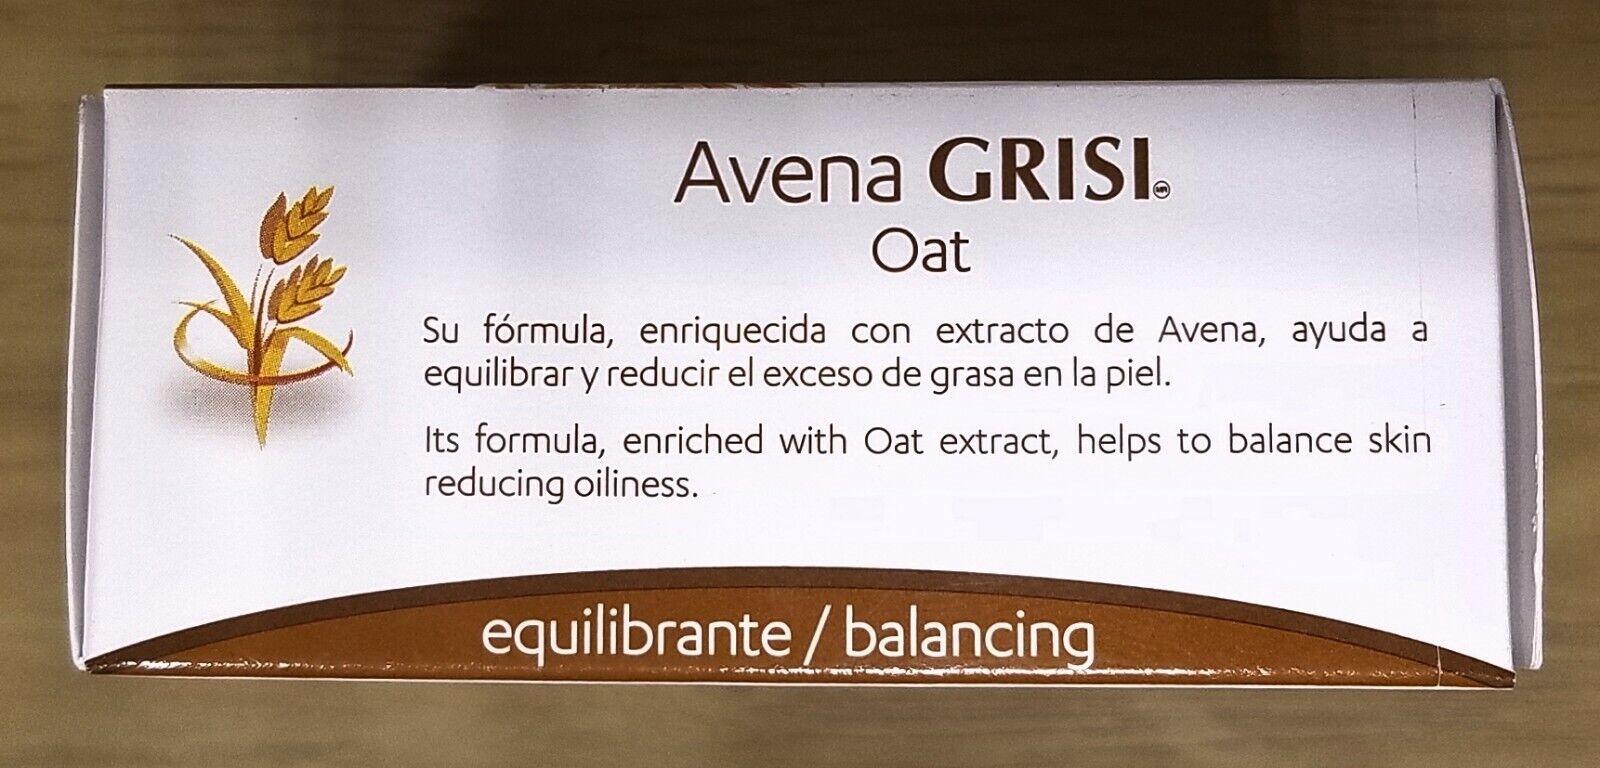 Avena GRISI MR
Oat
Su fórmula, enriquecida con extracto de Avena, ayuda a
equilibrar y reducir el exceso de grasa en la piel.
Its formula, enriched with Oat extract, helps to balance skin
reducing oiliness.
equilibrante / balancing